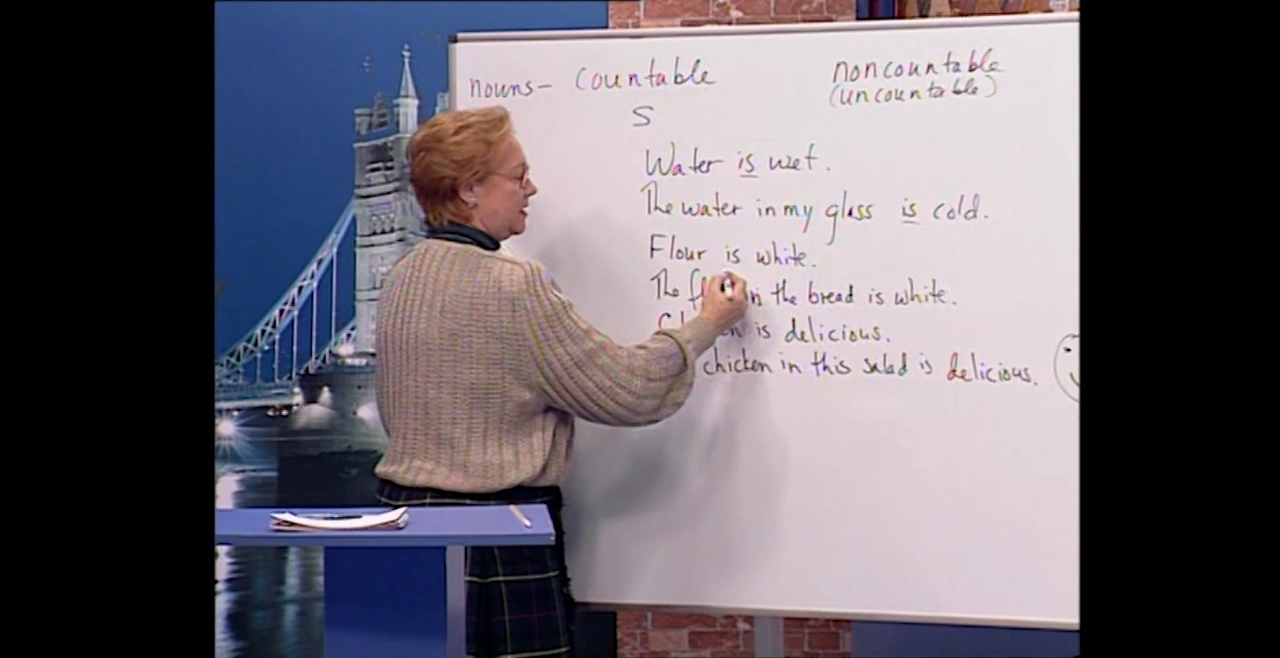 nouns— countable noncountable
(uncountable)
S
Water is wet.
The water in my glass is cold.
Flour is white.
The in the bread is white.
is delicious.
chicken in this salad is delicious.